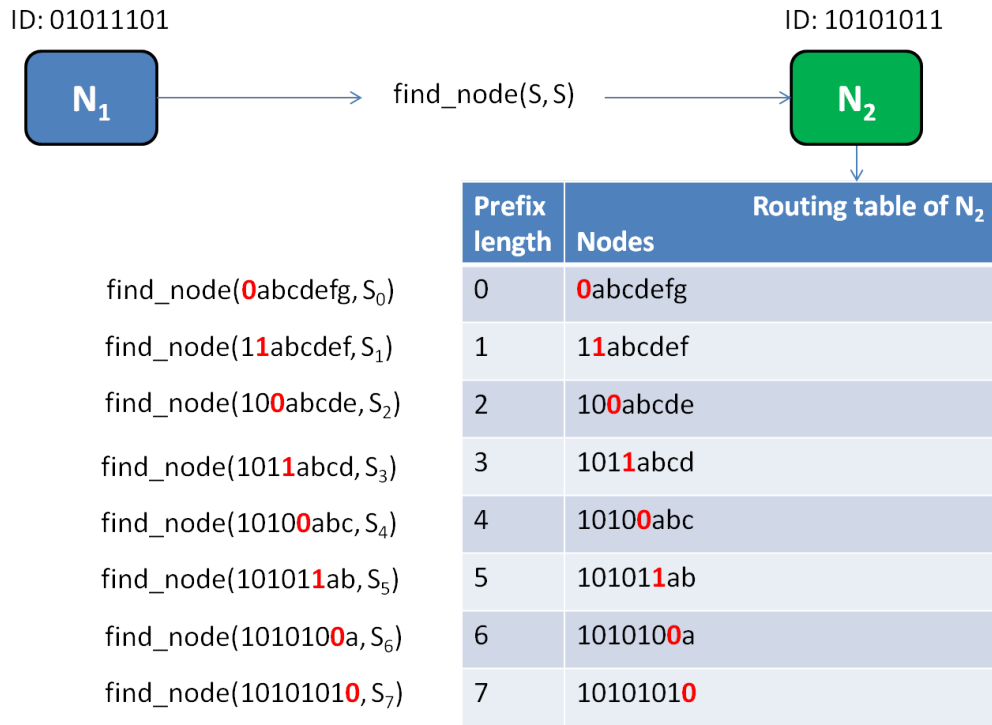 ID: 01011101
ID: 10101011
N₁
find_node(S, S)
N₂
Prefix length
Nodes
Routing table of N₂
find_node(0abcdefg, S₀)
0
0abcdefg
find_node(11abcdef, S₁)
1
11abcdef
find_node(100abcde, S₂)
2
100abcde
find_node(1011abcd, S₃)
3
1011abcd
find_node(10100abc, S₄)
4
10100abc
find_node(101011ab, S₅)
5
101011ab
find_node(1010100a, S₆)
6
1010100a
find_node(10101010, S₇)
7
10101010